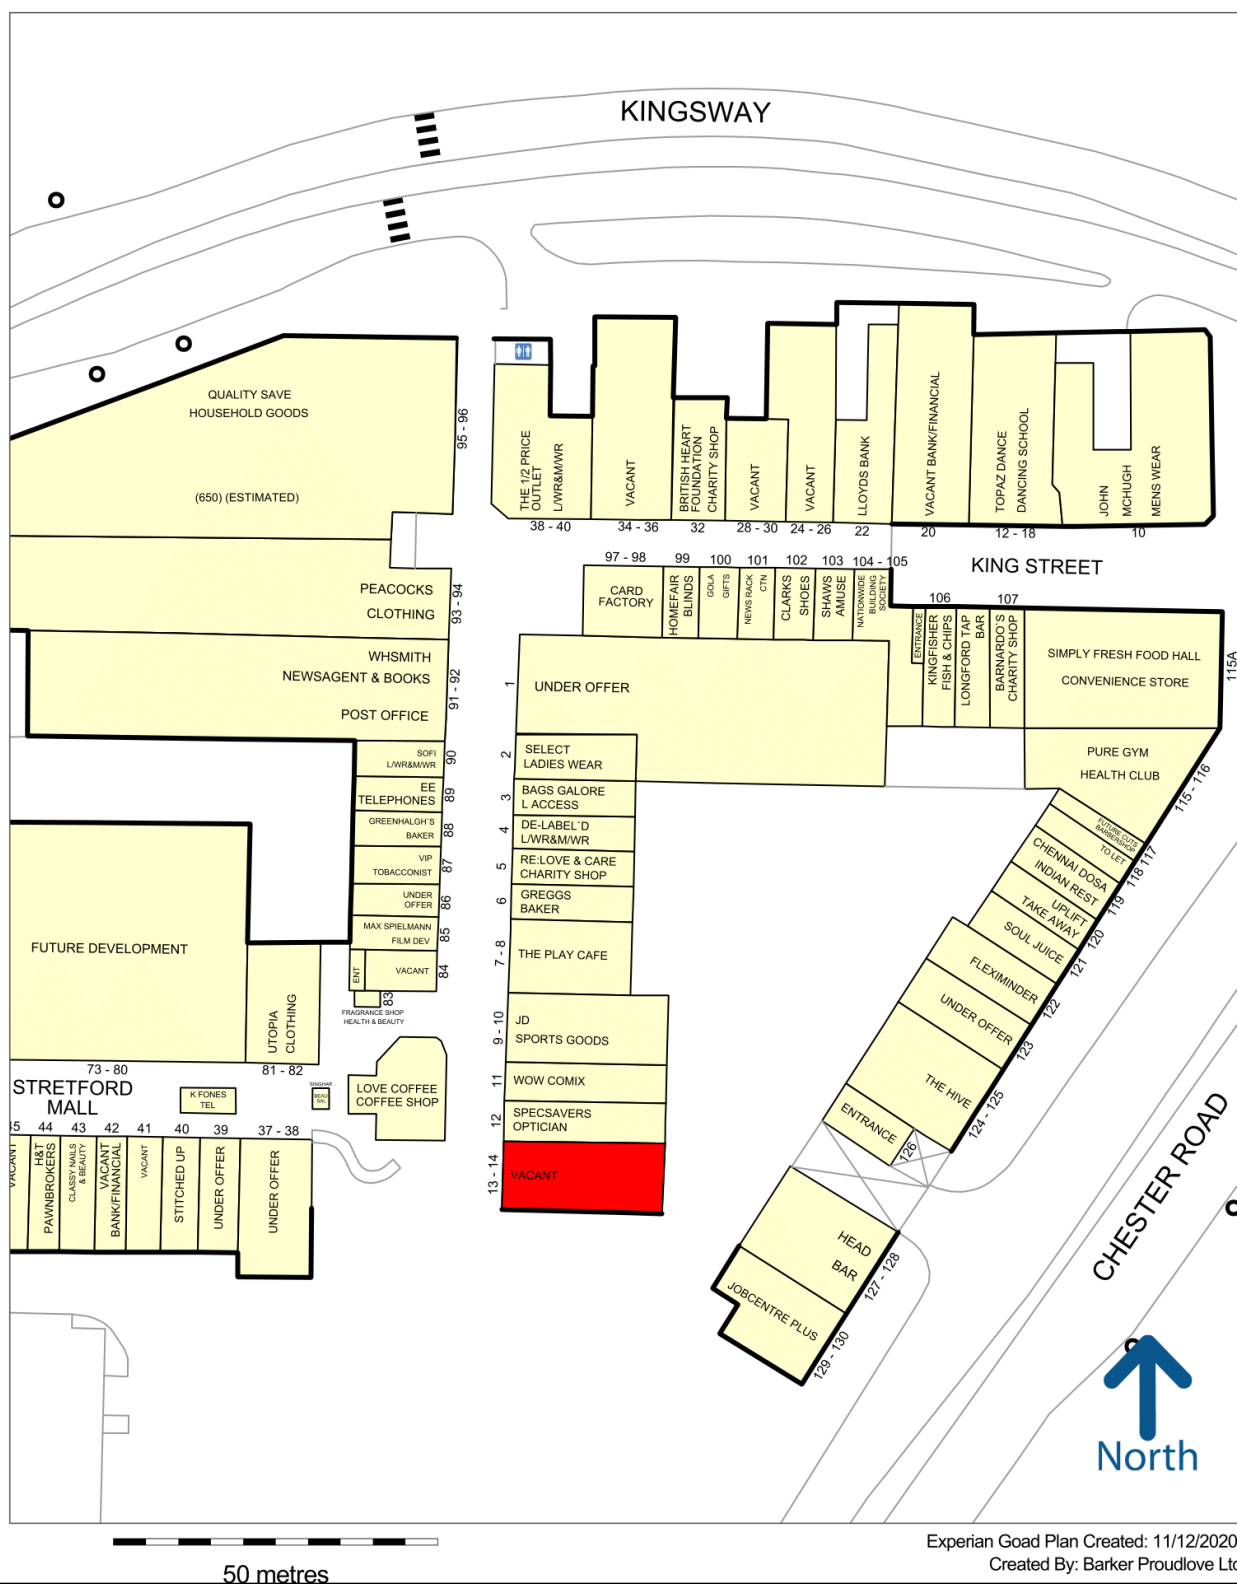 KINGSWAY
QUALITY SAVE
HOUSEHOLD GOODS
(650) (ESTIMATED)
95 - 96
THE 1/2 PRICE
OUTLET
L/WR&M/WR
38 - 40
VACANT
34 - 36
BRITISH HEART
FOUNDATION
CHARITY SHOP
32
VACANT
28 - 30
VACANT
24 - 26
LLOYDS BANK
22
VACANT BANK/FINANCIAL
20
TOPAZ DANCE
DANCING SCHOOL
12 - 18
JOHN
MCHUGH
MENS WEAR
10
KING STREET
PEACOCKS
CLOTHING
93 - 94
WHSMITH
NEWSAGENT & BOOKS
POST OFFICE
91 - 92
SOFI
L/WR&M/WR
90
EE
TELEPHONES
89
GREENHALGH`S
BAKER
88
VIP
TOBACCONIST
87
UNDER
OFFER
86
MAX SPIELMANN
FILM DEV
85
ENT
VACANT
84
83
FRAGRANCE SHOP
HEALTH & BEAUTY
97 - 98
CARD
FACTORY
99
HOMEFAIR
BLINDS
100
GOLA
GIFTS
101
NEWS RACK
CTN
102
CLARKS
SHOES
103
SHAWS
AMUSE
104 - 105
NATIONWIDE
BUILDING
SOCIETY
106
ENTRANCE
KINGFISHER
FISH & CHIPS
LONGFORD TAP
BAR
107
BARNARDO`S
CHARITY SHOP
SIMPLY FRESH FOOD HALL
CONVENIENCE STORE
115A
PURE GYM
HEALTH CLUB
115 - 116
FUTURE CUTS
BARBERSHOP
117
TO LET
118
CHENNAI DOSA
INDIAN REST
119
UPLIFT
TAKE AWAY
120
SOUL JUICE
121
FLEXIMINDER
122
UNDER OFFER
123
THE HIVE
124 - 125
ENTRANCE
126
HEAD
BAR
127 - 128
JOBCENTRE PLUS
129 - 130
1
UNDER OFFER
2
SELECT
LADIES WEAR
3
BAGS GALORE
L ACCESS
4
DE-LABEL`D
L/WR&M/WR
5
RE:LOVE & CARE
CHARITY SHOP
6
GREGGS
BAKER
7 - 8
THE PLAY CAFE
9 - 10
JD
SPORTS GOODS
11
WOW COMIX
12
SPECSAVERS
OPTICIAN
13 - 14
VACANT
FUTURE DEVELOPMENT
73 - 80
UTOPIA
CLOTHING
81 - 82
STRETFORD
MALL
K FONES
TEL
SINGHAR
BEAU
SAL
LOVE COFFEE
COFFEE SHOP
45
VACANT
44
H&T
PAWNBROKERS
43
CLASSY NAILS
& BEAUTY
42
VACANT
BANK/FINANCIAL
41
VACANT
40
STITCHED UP
39
UNDER OFFER
37 - 38
UNDER OFFER
CHESTER ROAD
North
50 metres
Experian Goad Plan Created: 11/12/2020
Created By: Barker Proudlove Ltd